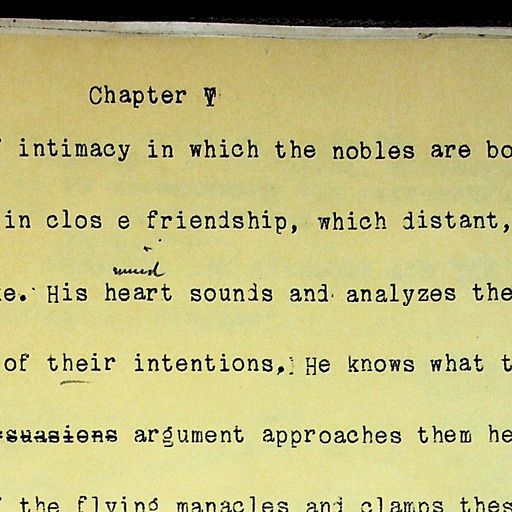 Chapter V
intimacy in which the nobles are bo
in clos e friendship, which distant,
mind
e. His heart sounds and analyzes the
of their intentions, He knows what t
suasions argument approaches them he
the flying manacles and clamps thes